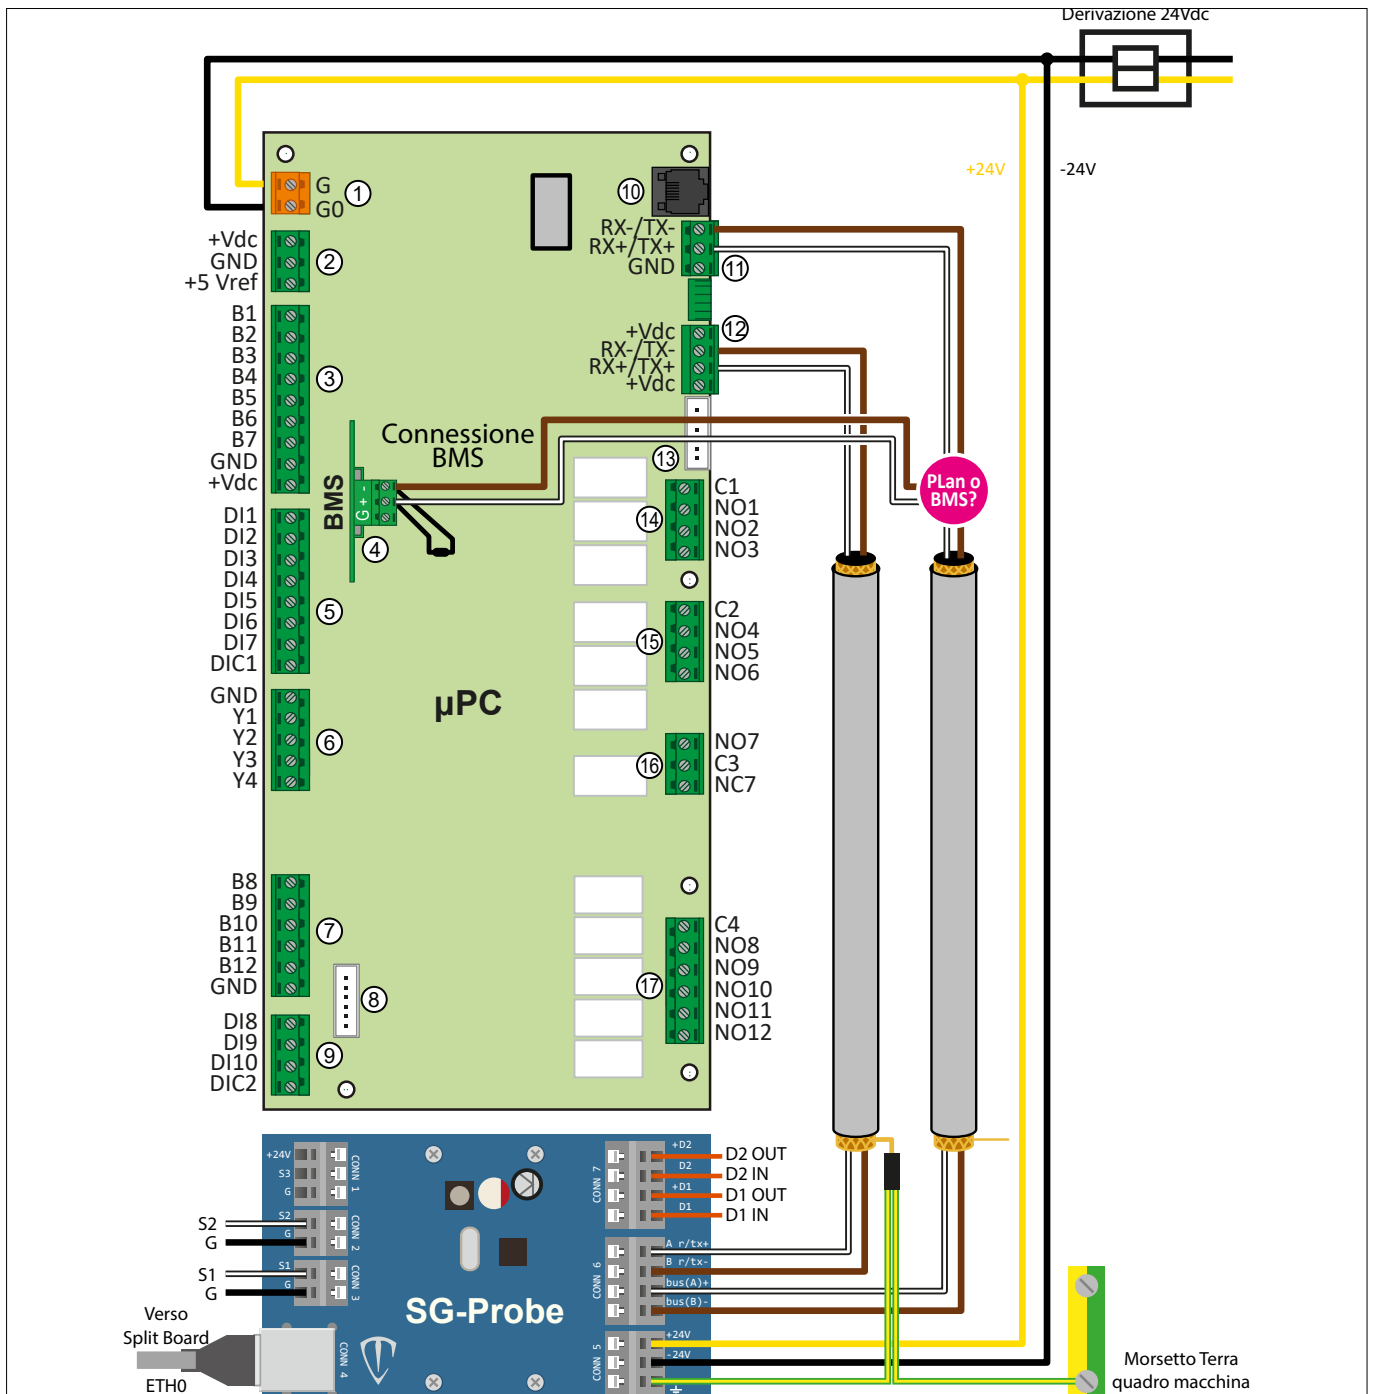 Derivazione 24Vdc
+24V
-24V
G
G0
1
+Vdc
GND
+5 Vref
2
B1
B2
B3
B4
B5
B6
B7
GND
+Vdc
3
Connessione
BMS
BMS
G + -
4
DI1
DI2
DI3
DI4
DI5
DI6
DI7
DIC1
5
GND
Y1
Y2
Y3
Y4
6
µPC
B8
B9
B10
B11
B12
GND
7
8
DI8
DI9
DI10
DIC2
9
10
RX-/TX-
RX+/TX+
GND
11
12
+Vdc
RX-/TX-
RX+/TX+
+Vdc
13
PLan o
BMS?
C1
NO1
NO2
NO3
14
C2
NO4
NO5
NO6
15
NO7
C3
NC7
16
C4
NO8
NO9
NO10
NO11
NO12
17
+24V
S3
G
CONN 1
S2
G
S2
G
CONN 2
S1
G
S1
G
CONN 3
Verso
Split Board
ETH0
CONN 4
SG-Probe
+D2
D2
+D1
D1
CONN 7
D2 OUT
D2 IN
D1 OUT
D1 IN
A r/tx+
B r/tx-
bus(A)+
bus(B)-
CONN 6
+24V
-24V
CONN 5
Morsetto Terra
quadro macchina